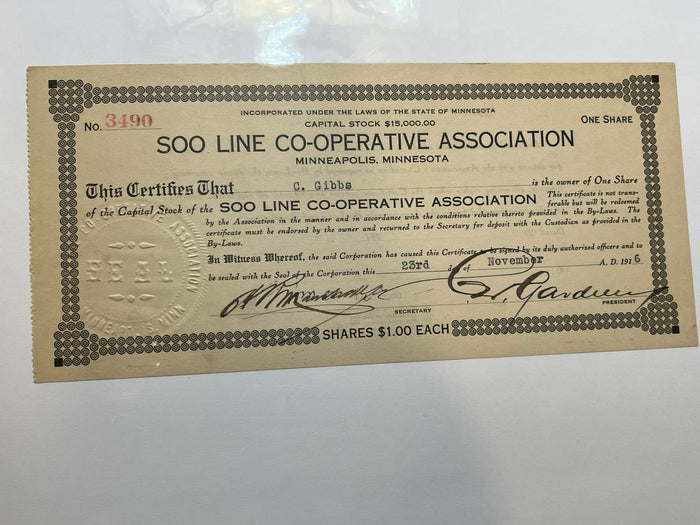 INCORPORATED UNDER THE LAWS OF THE STATE OF MINNESOTA
No. 3490 CAPITAL STOCK $15,000.00 ONE SHARE
SOO LINE CO-OPERATIVE ASSOCIATION
MINNEAPOLIS, MINNESOTA
This Certifies That C. Gibbs is the owner of One Share
of the Capital Stock of the SOO LINE CO-OPERATIVE ASSOCIATION This certificate is not trans-
ferable but will be redeemed
by the Association in the manner and in accordance with the conditions relative thereto provided in the By-Laws. The
certificate must be endorsed by the owner and returned to the Secretary for deposit with the Custodian as provided in the
By-Laws.
In Witness Whereof, the said Corporation has caused this Certificate to be signed by its duly authorized officers and to
be sealed with the Seal of the Corporation this 23rd day of November A. D. 1916
SECRETARY
PRESIDENT
SHARES $1.00 EACH
SEAL